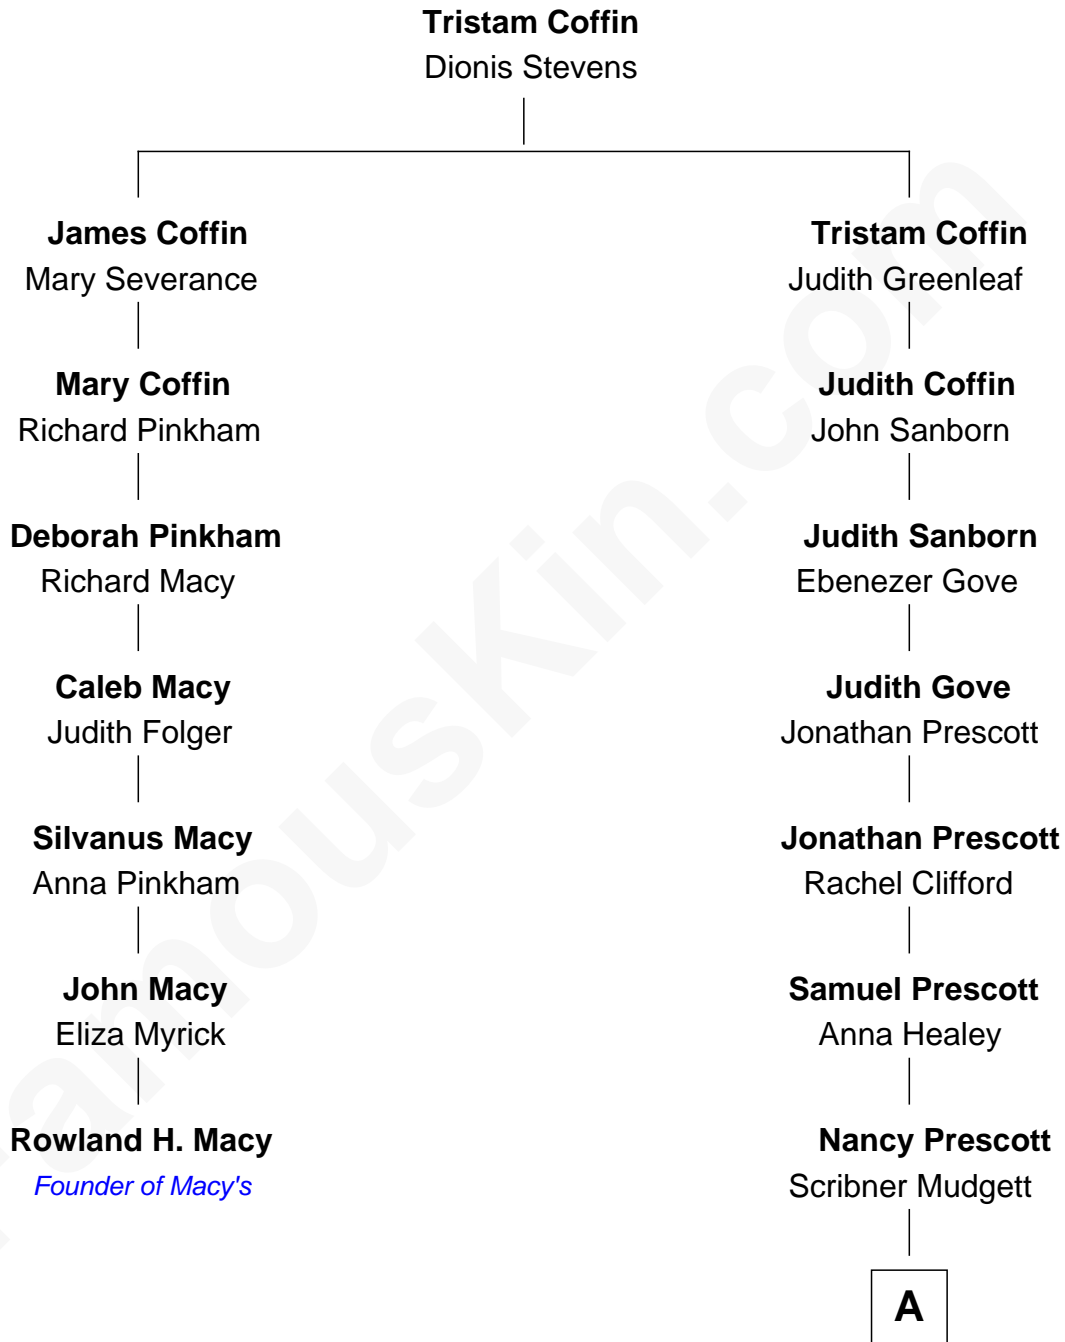 Tristam Coffin
Dionis Stevens
James Coffin
Mary Severance
Mary Coffin
Richard Pinkham
Deborah Pinkham
Richard Macy
Caleb Macy
Judith Folger
Silvanus Macy
Anna Pinkham
John Macy
Eliza Myrick
Rowland H. Macy
Founder of Macy's
Tristam Coffin
Judith Greenleaf
Judith Coffin
John Sanborn
Judith Sanborn
Ebenezer Gove
Judith Gove
Jonathan Prescott
Jonathan Prescott
Rachel Clifford
Samuel Prescott
Anna Healey
Nancy Prescott
Scribner Mudgett
A
FamousKin.com